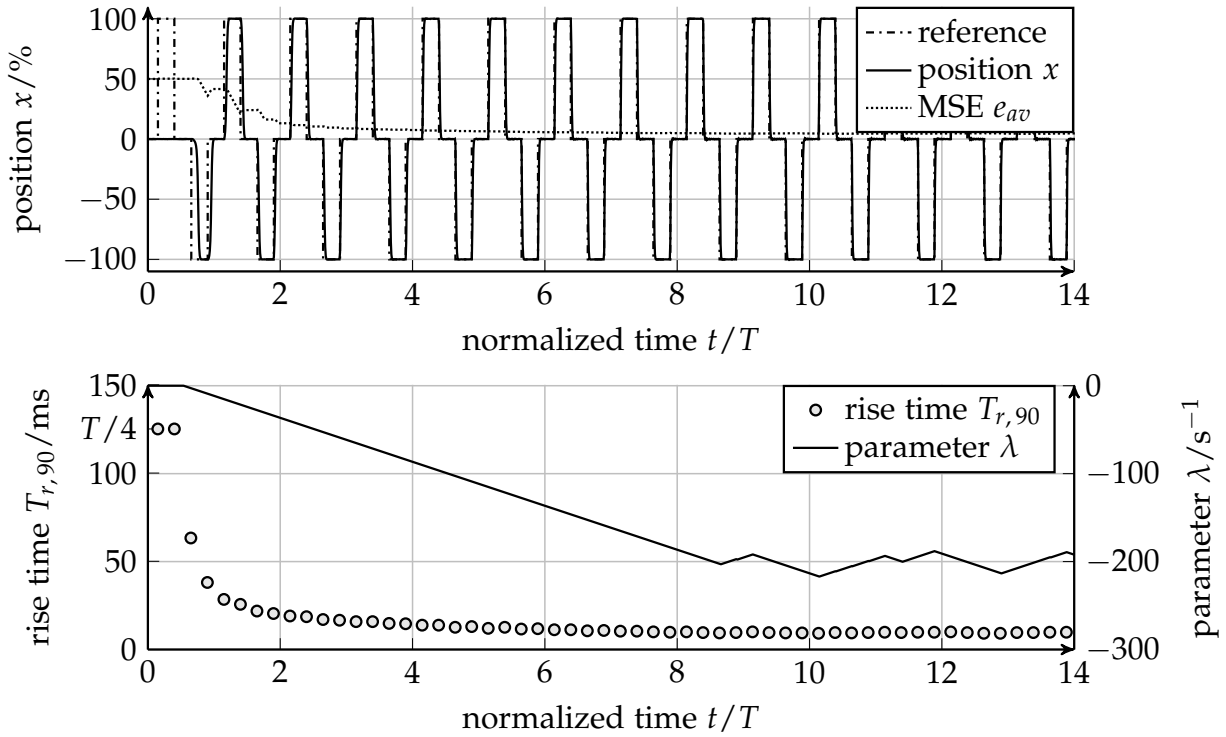 100
50
0
−50
−100
position x/%
reference
position x
MSE e_av
0 2 4 6 8 10 12 14
normalized time t/T
150
T/4
100
50
0
rise time T_r,90/ms
rise time T_r,90
parameter λ
0
−100
−200
−300
parameter λ/s⁻¹
0 2 4 6 8 10 12 14
normalized time t/T